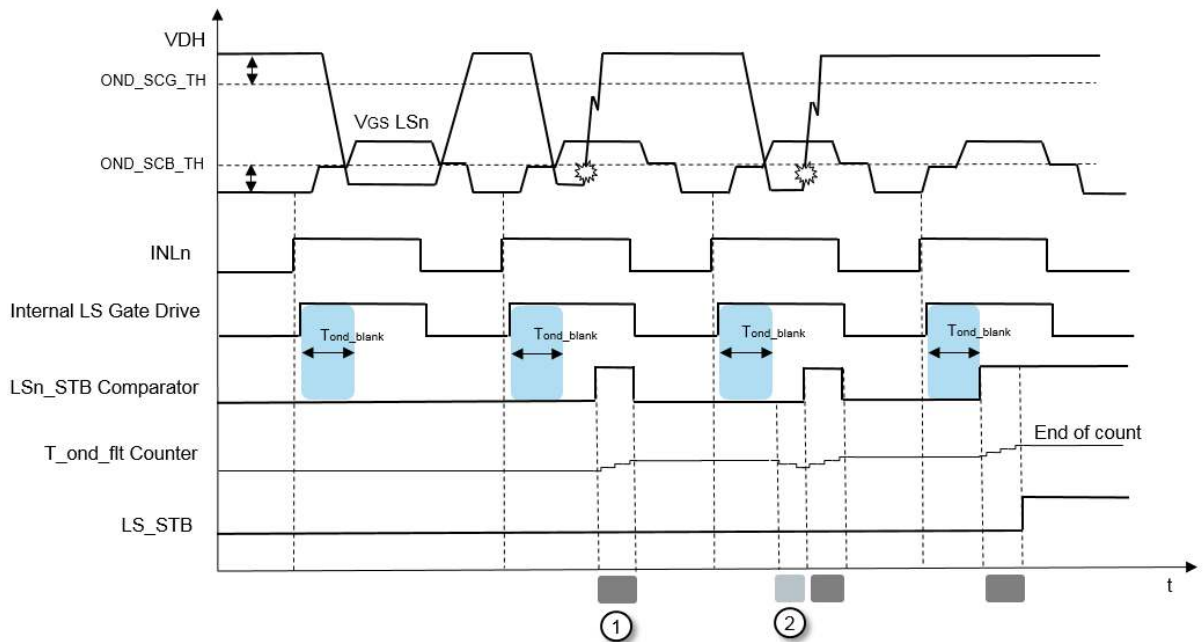 VDH
OND_SCG_TH
VGS LSn
OND_SCB_TH
INLn
Internal LS Gate Drive
Tond_blank
Tond_blank
Tond_blank
Tond_blank
LSn_STB Comparator
T_ond_flt Counter
End of count
LS_STB
t
1
2